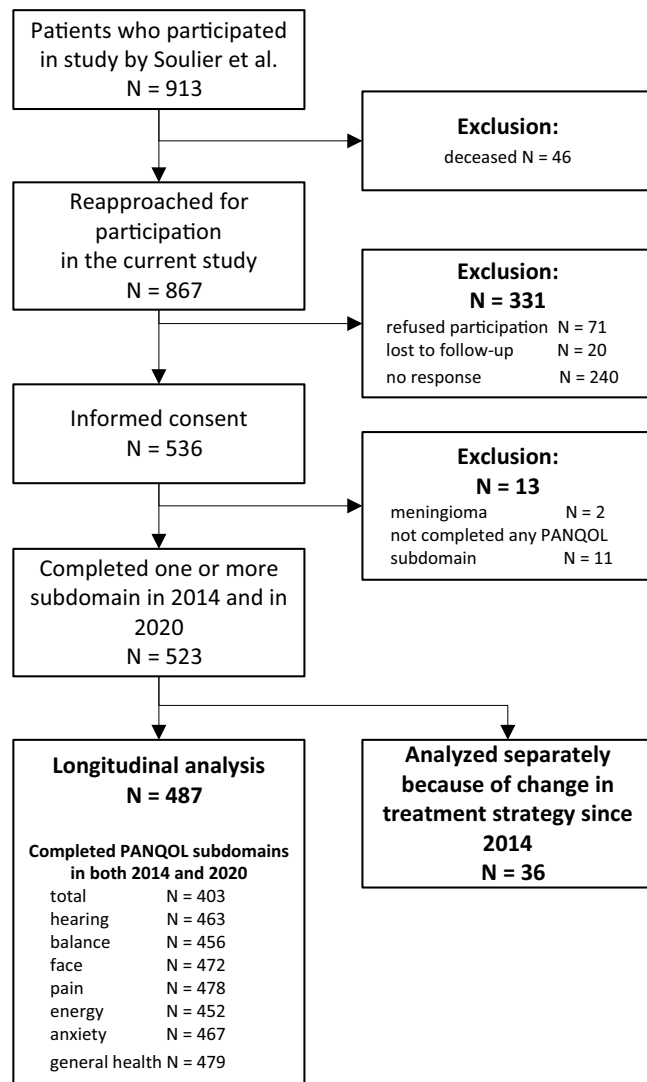 Patients who participated
in study by Soulier et al.
N = 913
Exclusion:
deceased N = 46
Reapproached for
participation
in the current study
N = 867
Exclusion:
N = 331
refused participation N = 71
lost to follow-up N = 20
no response N = 240
Informed consent
N = 536
Exclusion:
N = 13
meningioma N = 2
not completed any PANQOL
subdomain N = 11
Completed one or more
subdomain in 2014 and in
2020
N = 523
Longitudinal analysis
N = 487
Completed PANQOL subdomains
in both 2014 and 2020
total N = 403
hearing N = 463
balance N = 456
face N = 472
pain N = 478
energy N = 452
anxiety N = 467
general health N = 479
Analyzed separately
because of change in
treatment strategy since
2014
N = 36